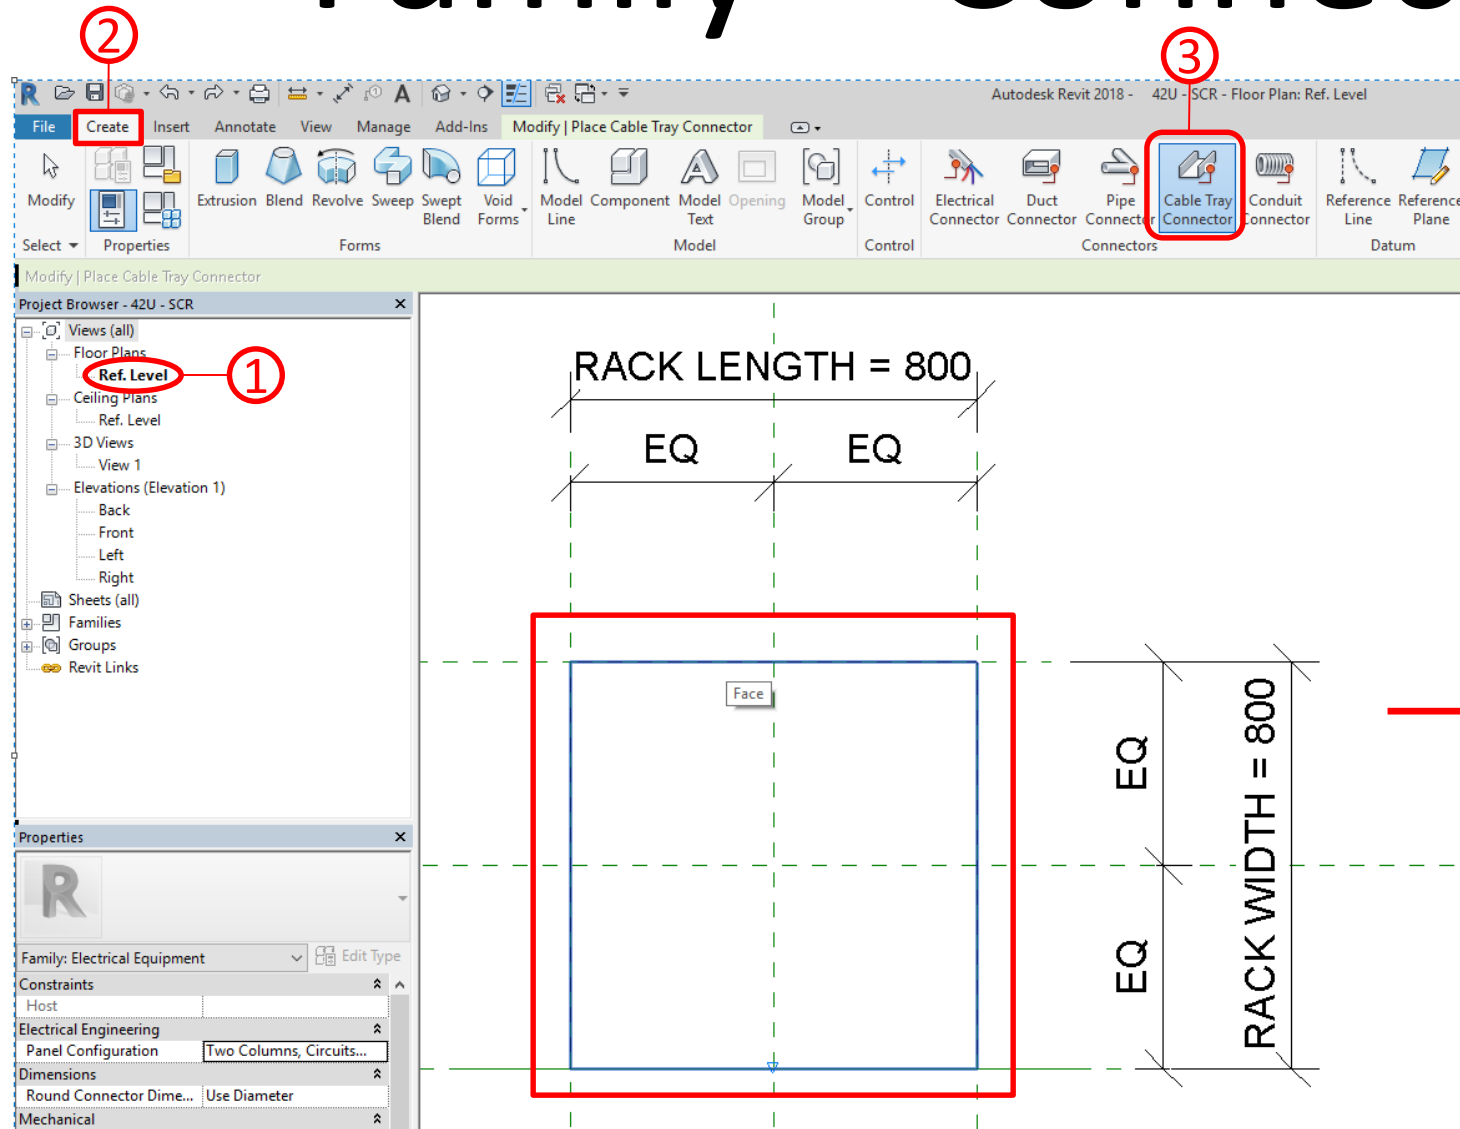 Family Connec
2
3
Autodesk Revit 2018 - 42U - SCR - Floor Plan: Ref. Level
File Create Insert Annotate View Manage Add-Ins Modify | Place Cable Tray Connector
Modify Extrusion Blend Revolve Sweep Swept Blend Void Forms Model Line Component Model Text Opening Model Group Control Electrical Connector Duct Connector Pipe Connector Cable Tray Connector Conduit Connector Reference Line Reference Plane
Select Properties Forms Model Control Connectors Datum
Modify | Place Cable Tray Connector
Project Browser - 42U - SCR
Views (all)
Floor Plans
Ref. Level
1
Ceiling Plans
Ref. Level
3D Views
View 1
Elevations (Elevation 1)
Back
Front
Left
Right
Sheets (all)
Families
Groups
Revit Links
RACK LENGTH = 800
EQ EQ
Face
EQ
EQ
RACK WIDTH = 800
Properties
Family: Electrical Equipment Edit Type
Constraints
Host
Electrical Engineering
Panel Configuration Two Columns, Circuits...
Dimensions
Round Connector Dime... Use Diameter
Mechanical